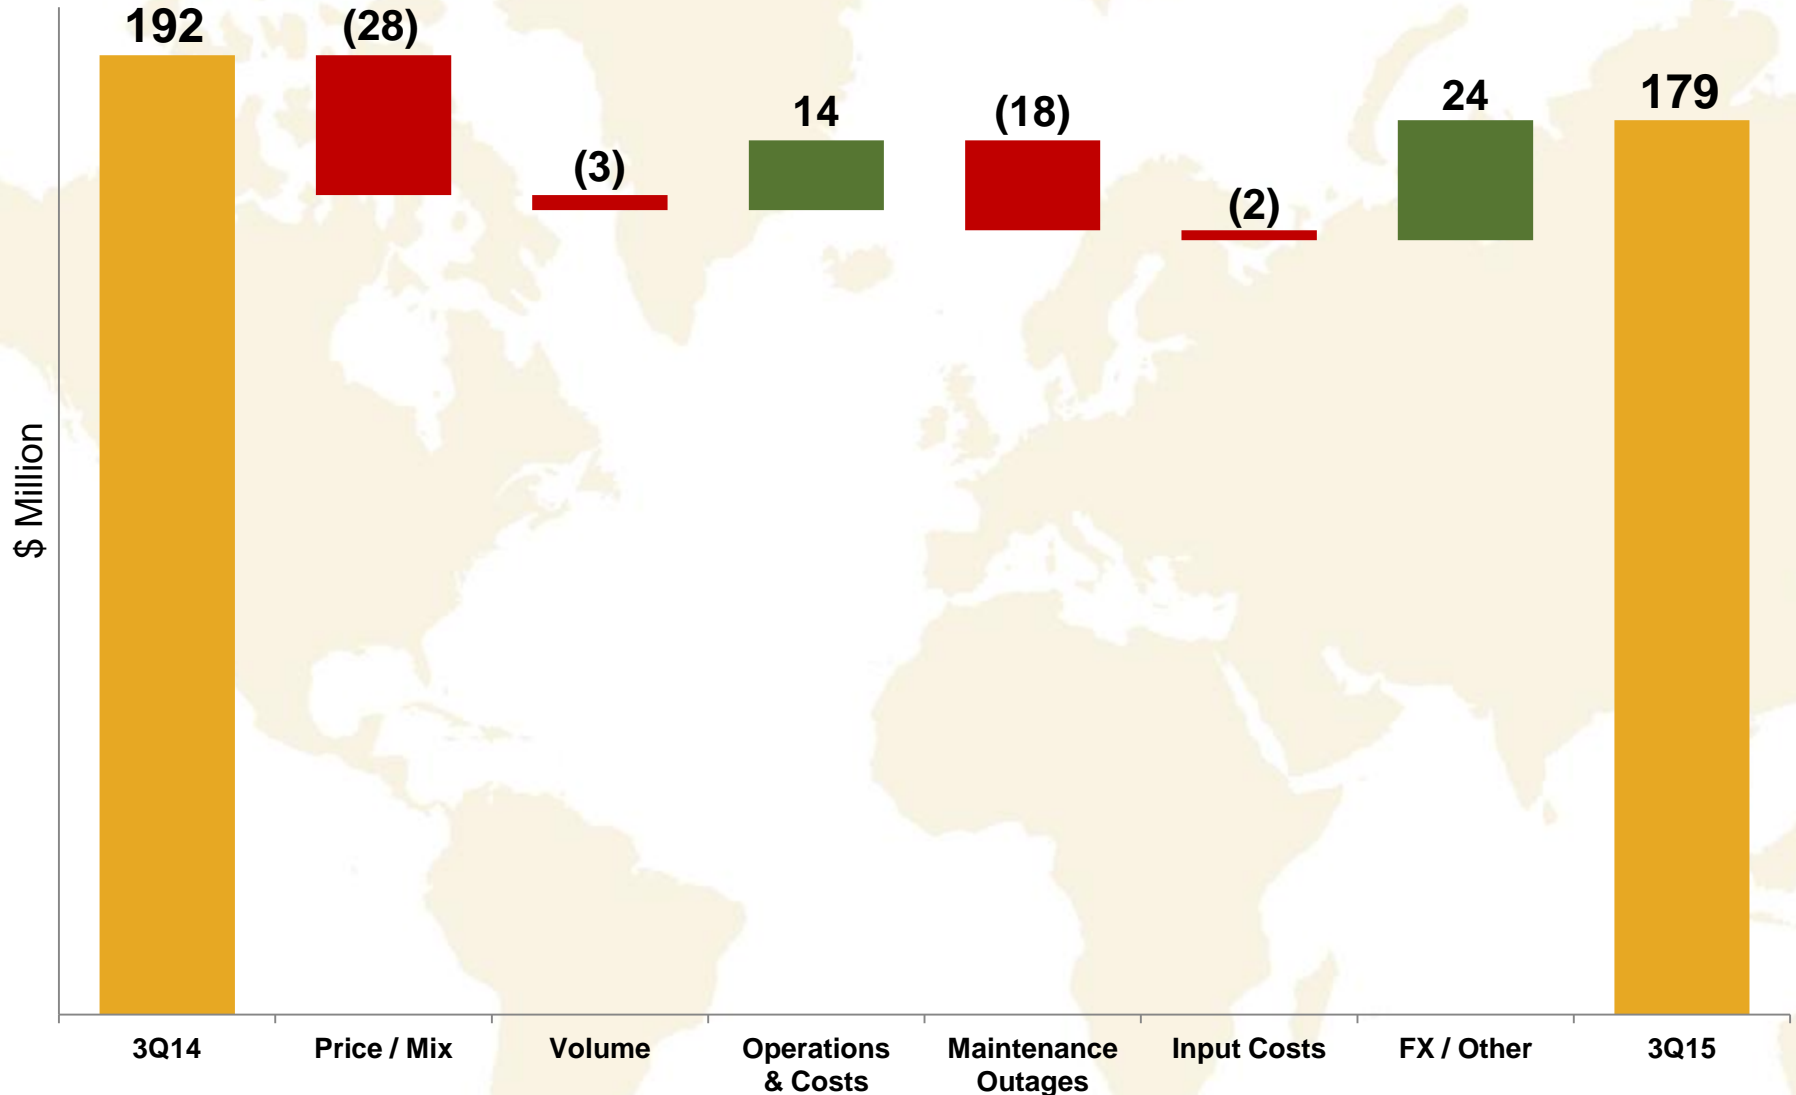 192
(28)
(3)
14
(18)
(2)
24
179
$ Million
3Q14
Price / Mix
Volume
Operations
& Costs
Maintenance
Outages
Input Costs
FX / Other
3Q15